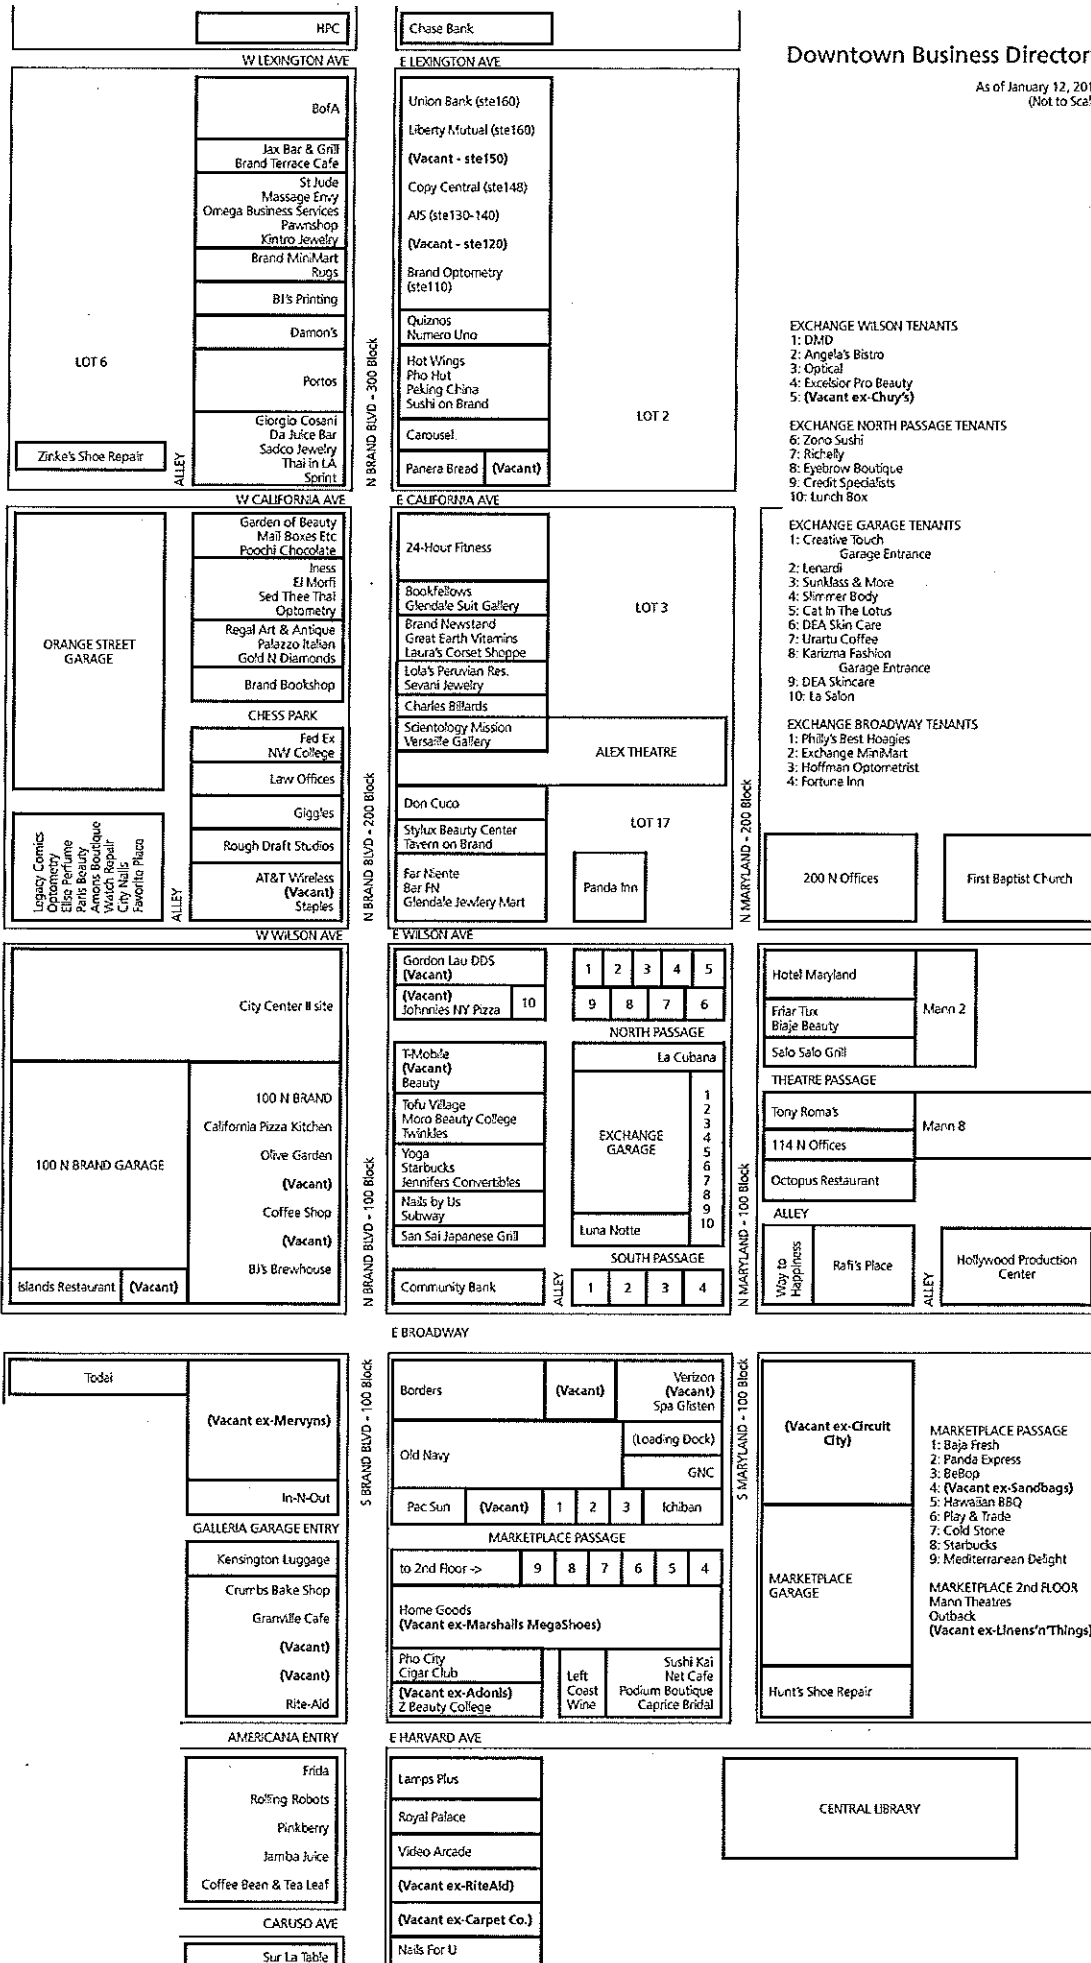 HPC
Chase Bank
W LEXINGTON AVE
E LEXINGTON AVE
Downtown Business Director
As of January 12, 201
(Not to Scal
BofA
Jax Bar & Grill
Brand Terrace Cafe
St Jude
Massage Envy
Omega Business Services
Pawnshop
Kintro Jewelry
Brand MiniMart
Rugs
BJ's Printing
Damon's
Portos
Giorgio Cosani
Da Juice Bar
Sadco Jewelry
Thai in LA
Sprint
LOT 6
Zinke's Shoe Repair
ALLEY
N BRAND BLVD - 300 Block
Union Bank (ste160)
Liberty Mutual (ste160)
(Vacant - ste150)
Copy Central (ste148)
AJS (ste130-140)
(Vacant - ste120)
Brand Optometry
(ste110)
Quiznos
Numero Uno
Hot Wings
Pho Hut
Peking China
Sushi on Brand
Carousel
Panera Bread
(Vacant)
LOT 2
EXCHANGE WILSON TENANTS
1: DMD
2: Angela's Bistro
3: Optical
4: Excelsior Pro Beauty
5: (Vacant ex-Chuy's)
EXCHANGE NORTH PASSAGE TENANTS
6: Zono Sushi
7: Richelly
8: Eyebrow Boutique
9: Credit Specialists
10: Lunch Box
EXCHANGE GARAGE TENANTS
1: Creative Touch
Garage Entrance
2: Lenardi
3: Sunklass & More
4: Slimmer Body
5: Cat In The Lotus
6: DEA Skin Care
7: Urartu Coffee
8: Karizma Fashion
Garage Entrance
9: DEA Skincare
10: La Salon
EXCHANGE BROADWAY TENANTS
1: Philly's Best Hoagies
2: Exchange MiniMart
3: Hoffman Optometrist
4: Fortune Inn
W CALIFORNIA AVE
E CALIFORNIA AVE
ORANGE STREET
GARAGE
Garden of Beauty
Mail Boxes Etc
Poochi Chocolate
Iness
El Morfi
Sed Thee Thai
Optometry
Regal Art & Antique
Palazzo Italian
Gold N Diamonds
Brand Bookshop
CHESS PARK
Fed Ex
NW College
Law Offices
Giggles
Rough Draft Studios
AT&T Wireless
(Vacant)
Staples
Legacy Comics
Optometry
Elise Perfume
Paris Beauty
Amons Boutique
Watch Repair
City Nails
Favorito Place
ALLEY
N BRAND BLVD - 200 Block
24-Hour Fitness
Bookfellows
Glendale Suit Gallery
Brand Newstand
Great Earth Vitamins
Laura's Corset Shoppe
Lola's Peruvian Res.
Sevani Jewelry
Charles Billards
Scientology Mission
Versaille Gallery
ALEX THEATRE
LOT 3
Don Cuco
Stylux Beauty Center
Tavern on Brand
Far Niente
Bar FN
Glendale Jewlery Mart
LOT 17
Panda Inn
N MARYLAND - 200 Block
200 N Offices
First Baptist Church
W WILSON AVE
E WILSON AVE
City Center II site
100 N BRAND GARAGE
100 N BRAND
California Pizza Kitchen
Olive Garden
(Vacant)
Coffee Shop
(Vacant)
BJ's Brewhouse
Islands Restaurant
(Vacant)
N BRAND BLVD - 100 Block
Gordon Lau DDS
(Vacant)
(Vacant)
Johnnies NY Pizza
10
1 2 3 4 5
9 8 7 6
NORTH PASSAGE
T-Mobile
(Vacant)
Beauty
Tofu Village
Moro Beauty College
Twinkles
Yoga
Starbucks
Jennifers Convertibles
Nails by Us
Subway
San Sai Japanese Grill
La Cubana
EXCHANGE
GARAGE
1
2
3
4
5
6
7
8
9
10
Luna Notte
SOUTH PASSAGE
Community Bank
ALLEY
1 2 3 4
N MARYLAND - 100 Block
Hotel Maryland
Friar Tux
Biaje Beauty
Salo Salo Grill
Mann 2
THEATRE PASSAGE
Tony Roma's
114 N Offices
Mann 8
Octopus Restaurant
ALLEY
Way to
Happiness
Rafi's Place
ALLEY
Hollywood Production
Center
E BROADWAY
Todai
(Vacant ex-Mervyns)
In-N-Out
GALLERIA GARAGE ENTRY
Kensington Luggage
Crumbs Bake Shop
Granville Cafe
(Vacant)
(Vacant)
Rite-Aid
S BRAND BLVD - 100 Block
Borders
(Vacant)
Verizon
(Vacant)
Spa Glisten
Old Navy
(Loading Dock)
GNC
Pac Sun
(Vacant)
1 2 3
Ichiban
MARKETPLACE PASSAGE
to 2nd Floor ->
9 8 7 6 5 4
Home Goods
(Vacant ex-Marshalls MegaShoes)
Pho City
Cigar Club
(Vacant ex-Adonis)
Z Beauty College
Left
Coast
Wine
Sushi Kai
Net Cafe
Podium Boutique
Caprice Bridal
S MARYLAND - 100 Block
(Vacant ex-Circuit
City)
MARKETPLACE
GARAGE
Hunt's Shoe Repair
MARKETPLACE PASSAGE
1: Baja Fresh
2: Panda Express
3: BeBop
4: (Vacant ex-Sandbags)
5: Hawaiian BBQ
6: Play & Trade
7: Cold Stone
8: Starbucks
9: Mediterranean Delight
MARKETPLACE 2nd FLOOR
Mann Theatres
Outback
(Vacant ex-Linens'n'Things)
AMERICANA ENTRY
E HARVARD AVE
Frida
Rolling Robots
Pinkberry
Jamba Juice
Coffee Bean & Tea Leaf
CARUSO AVE
Sur La Table
Lamps Plus
Royal Palace
Video Arcade
(Vacant ex-RiteAid)
(Vacant ex-Carpet Co.)
Nails For U
CENTRAL LIBRARY